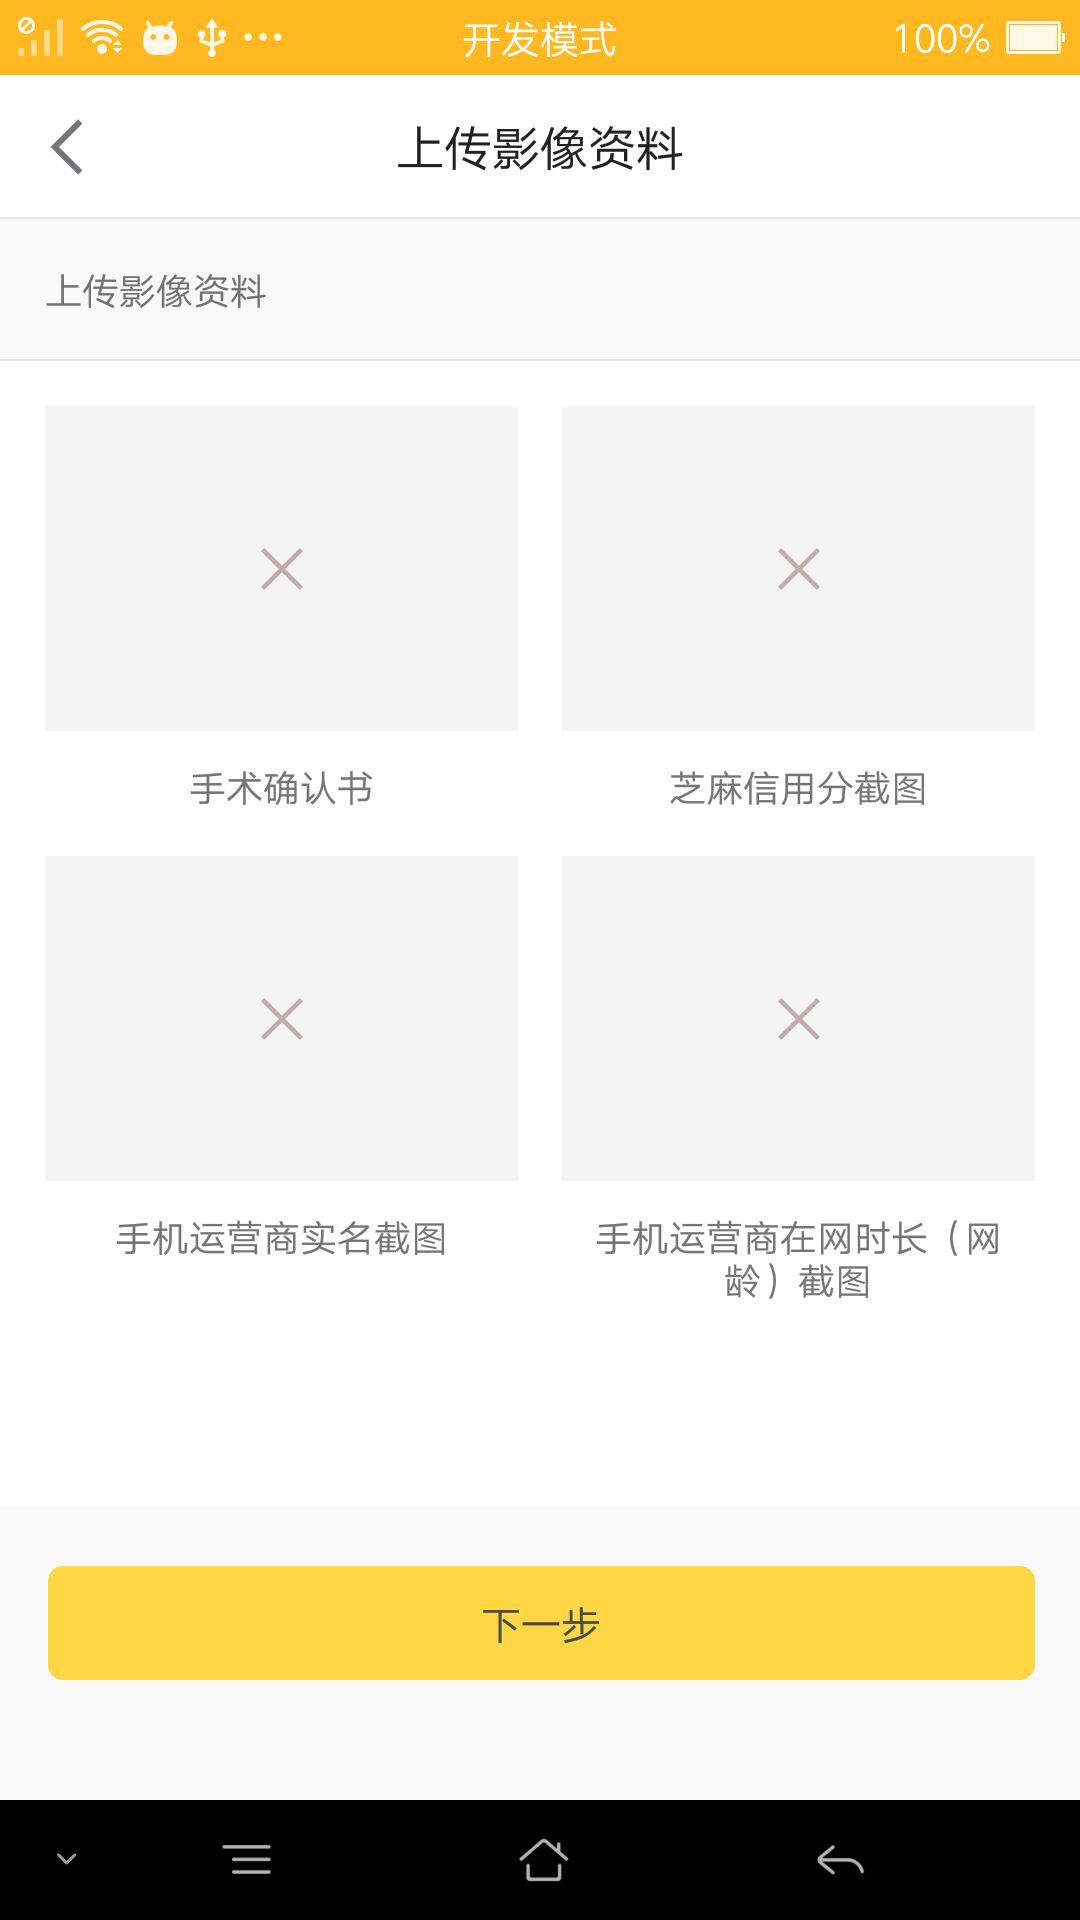 开发模式 100%
上传影像资料
上传影像资料
手术确认书 芝麻信用分截图
手机运营商实名截图 手机运营商在网时长（网
龄）截图
下一步